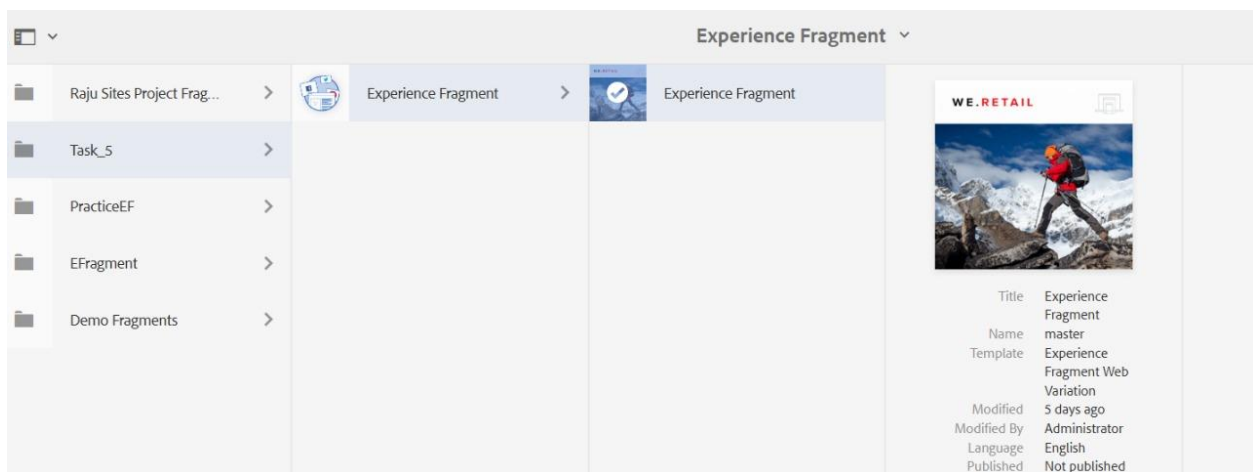 Experience Fragment
Raju Sites Project Frag...
Task_5
PracticeEF
EFragment
Demo Fragments
Experience Fragment
Experience Fragment
WE.RETAIL
Title Experience
Fragment
Name master
Template Experience
Fragment Web
Variation
Modified 5 days ago
Modified By Administrator
Language English
Published Not published